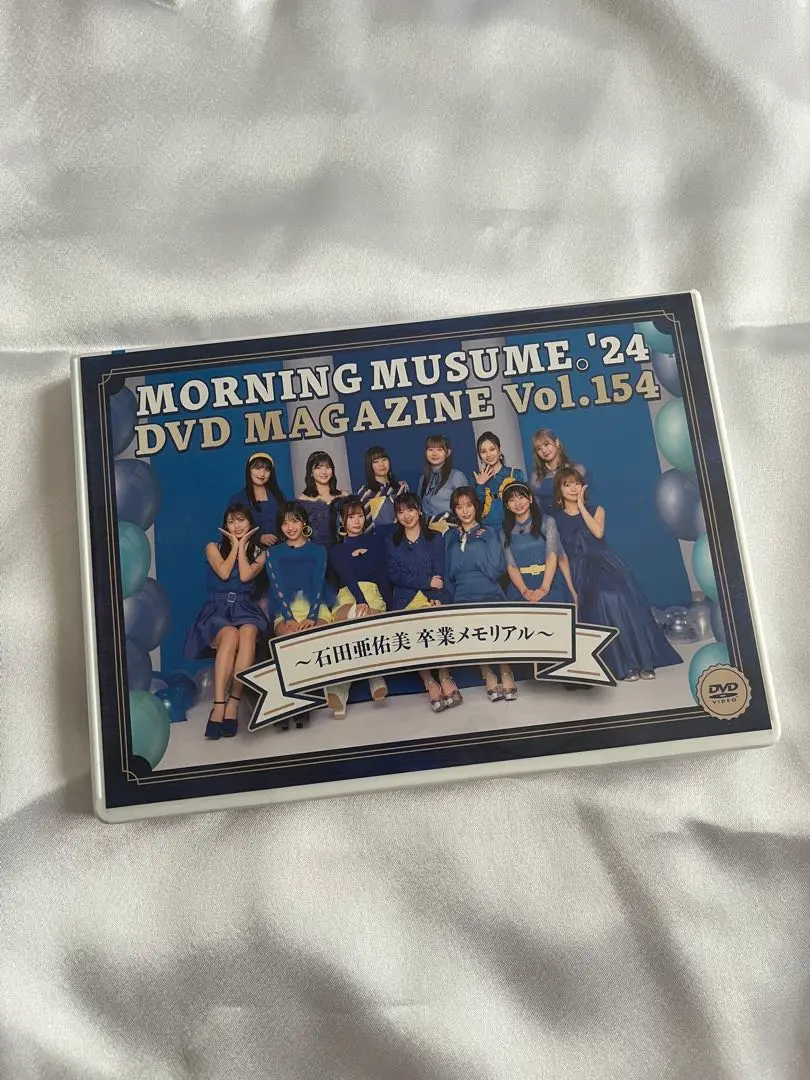 MORNING MUSUME。'24
DVD MAGAZINE Vol.154
～石田亜佑美 卒業メモリアル～
DVD
VIDEO